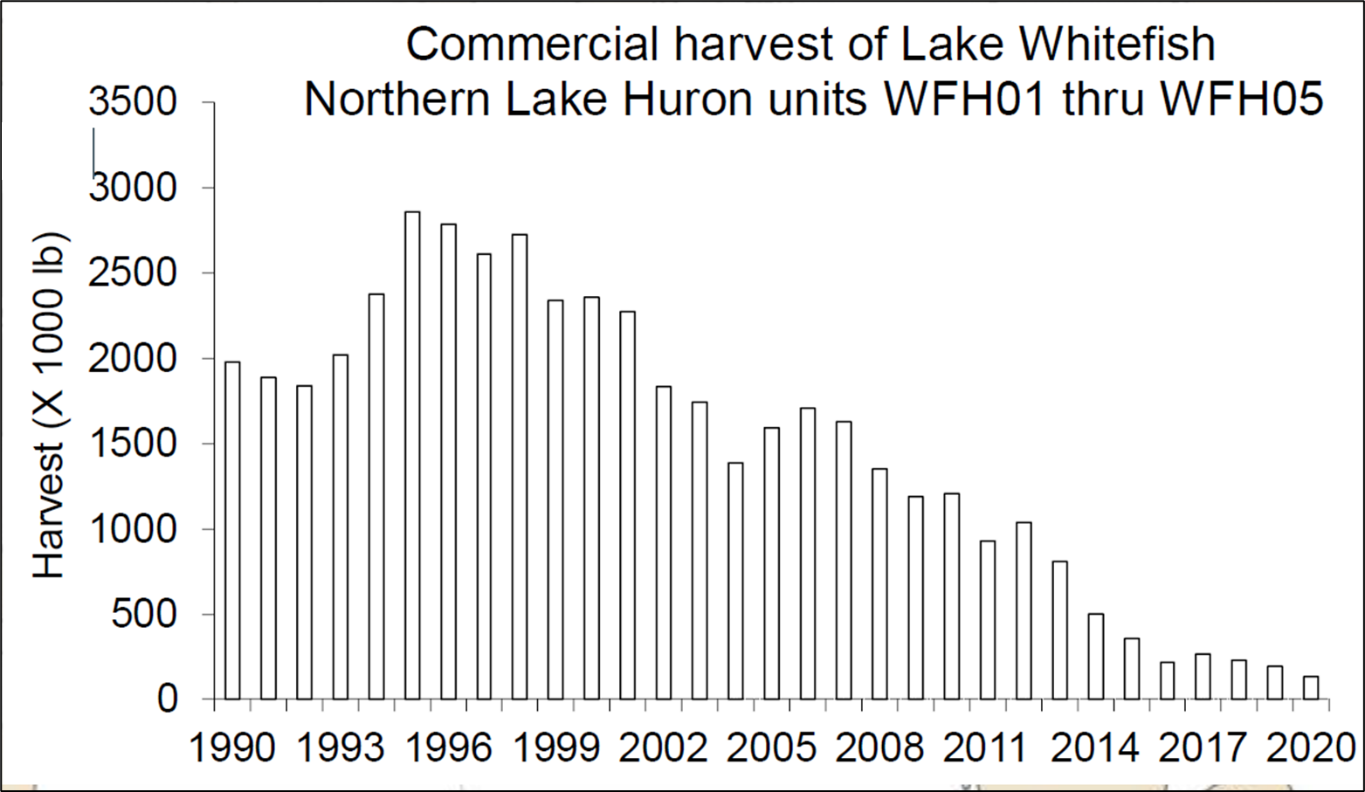 Commercial harvest of Lake Whitefish
Northern Lake Huron units WFH01 thru WFH05
Harvest (X 1000 lb)
3500
3000
2500
2000
1500
1000
500
0
1990 1993 1996 1999 2002 2005 2008 2011 2014 2017 2020